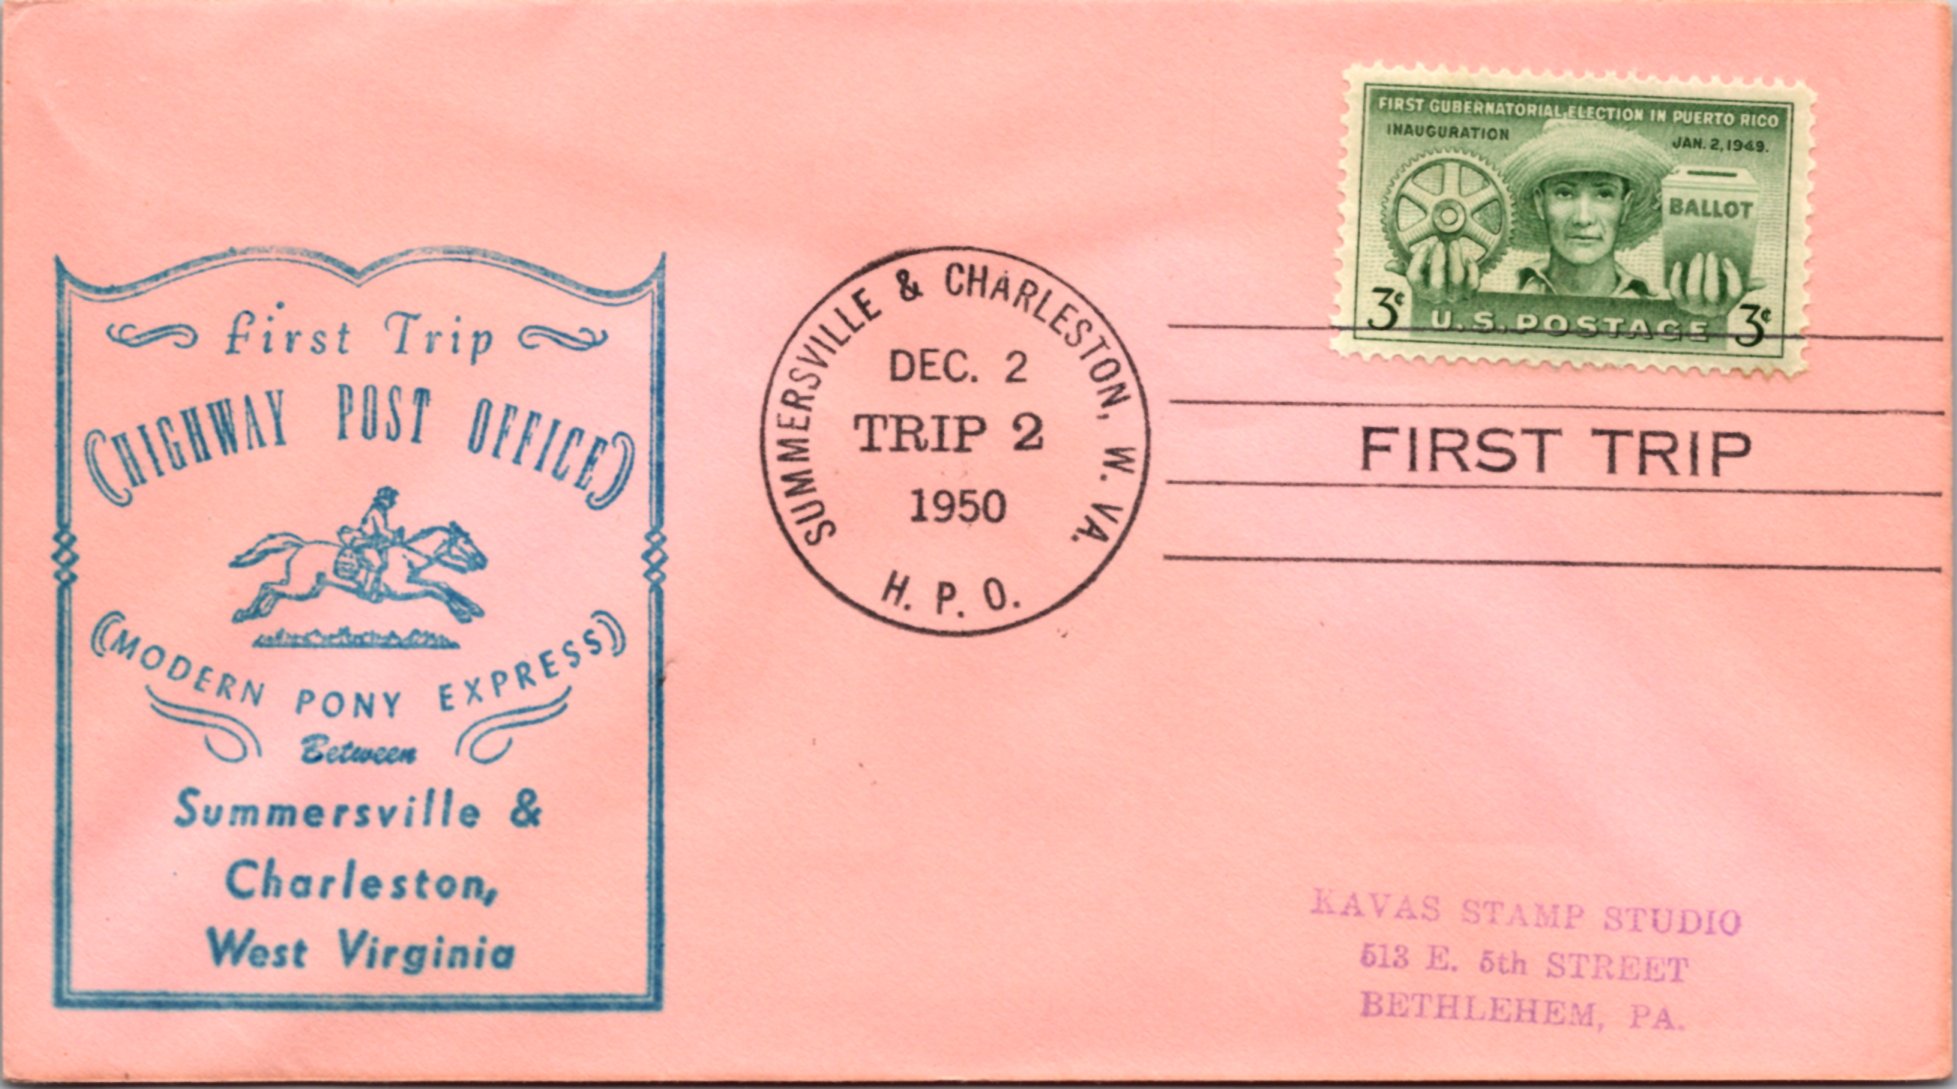 First Trip
HIGHWAY POST OFFICE
MODERN PONY EXPRESS
Between
Summersville &
Charleston,
West Virginia
SUMMERSVILLE & CHARLESTON, W. VA.
DEC. 2
TRIP 2
1950
H. P. O.
FIRST GUBERNATORIAL ELECTION IN PUERTO RICO
INAUGURATION JAN. 2, 1949.
BALLOT
3¢ U.S. POSTAGE 3¢
FIRST TRIP
KAVAS STAMP STUDIO
513 E. 5th STREET
BETHLEHEM, PA.